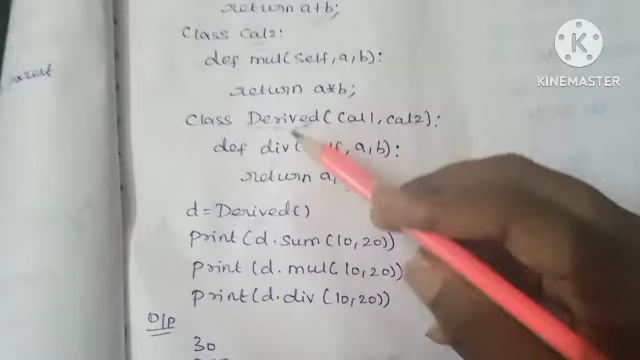 return a+b;
Class Cal2:
def mul(self,a,b):
return a*b;
Class Derived(Cal1,Cal2):
def div( a,b):
return a
d=Derived()
Print(d.sum(10,20))
Print(d.mul(10,20))
Print(d.div(10,20))
O/P
30
KINEMASTER